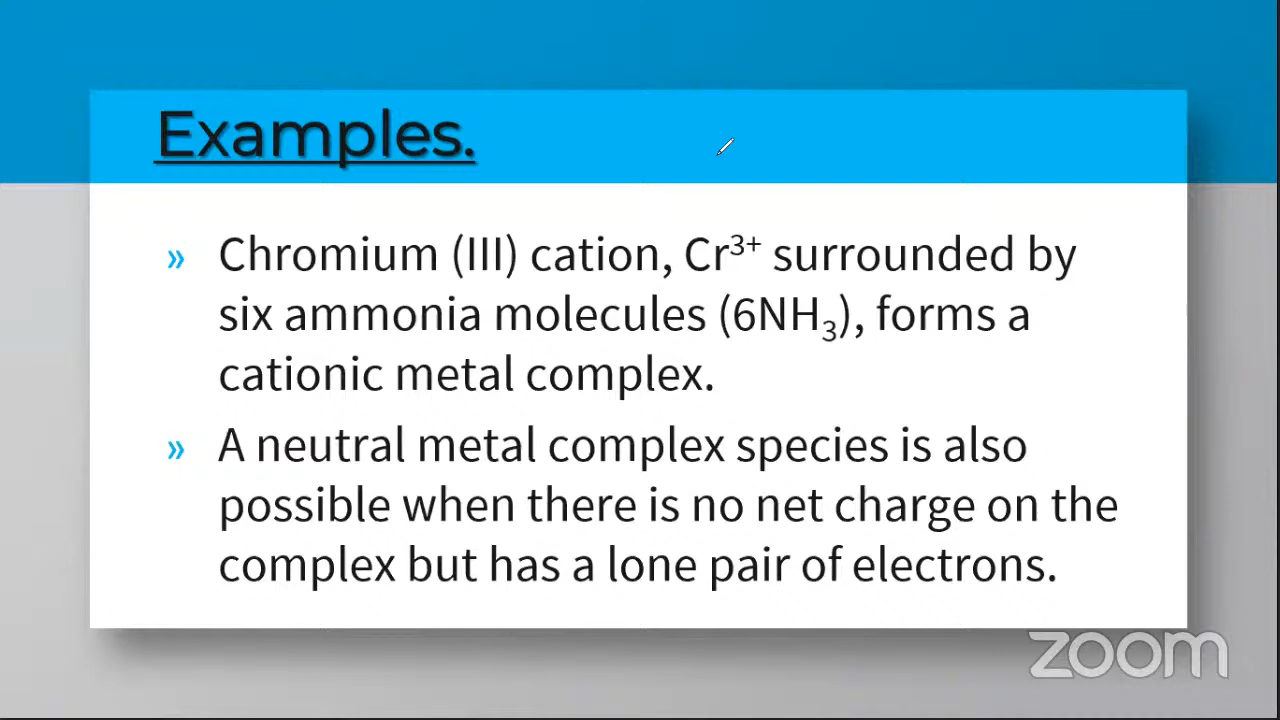 Examples.
» Chromium (III) cation, Cr³⁺ surrounded by
six ammonia molecules (6NH₃), forms a
cationic metal complex.
» A neutral metal complex species is also
possible when there is no net charge on the
complex but has a lone pair of electrons.
zoom